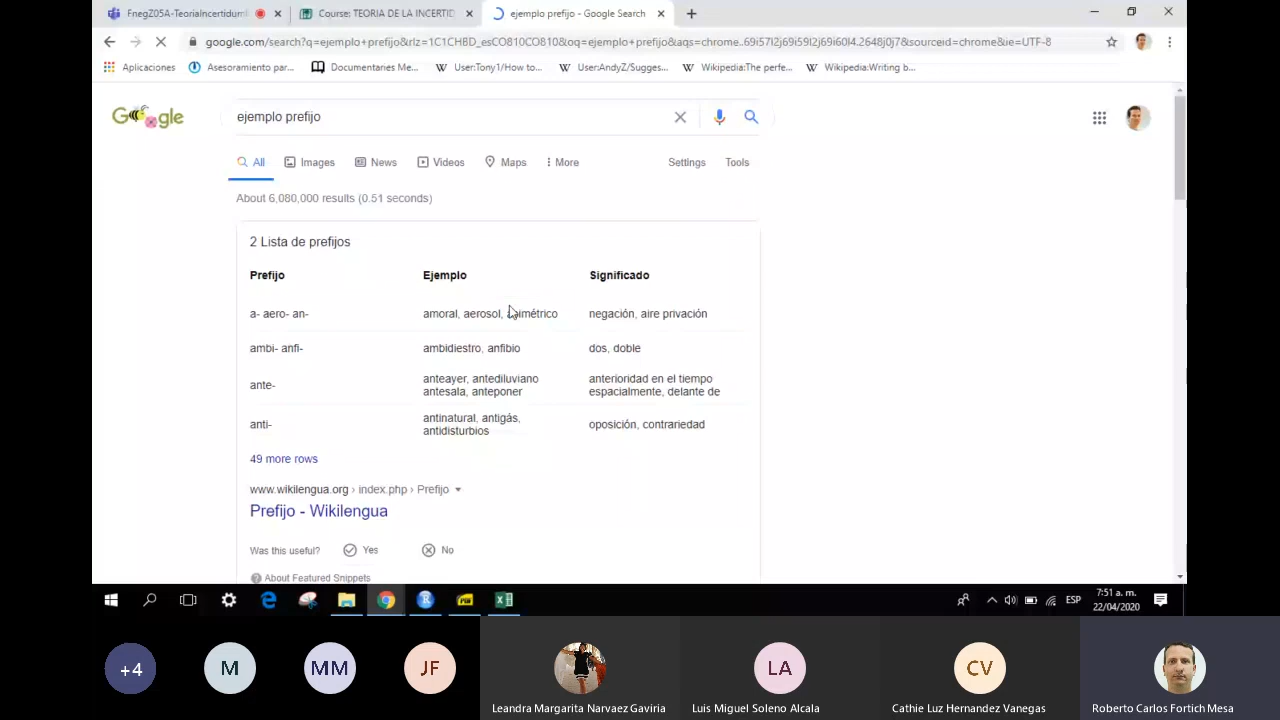 FnegZ05A-TeoriaIncertidum
Course: TEORIA DE LA INCERTID
ejemplo prefijo - Google Search
google.com/search?q=ejemplo+prefijo&rlz=1C1CHBD_esCO810CO810&oq=ejemplo+prefijo&aqs=chrome..69i57l2j69i59l2j69i60l4.2648j0j7&sourceid=chrome&ie=UTF-8
Aplicaciones
Asesoramiento par...
Documentaries Me...
User:Tony1/How to...
User:AndyZ/Sugges...
Wikipedia:The perfe...
Wikipedia:Writing b...
Google
ejemplo prefijo
All Images News Videos Maps More Settings Tools
About 6,080,000 results (0.51 seconds)
2 Lista de prefijos
Prefijo Ejemplo Significado
a- aero- an- amoral, aerosol, negación, aire privación
ambi- anfi- ambidiestro, anfibio dos, doble
ante- anteayer, antediluviano antesala, anteponer anterioridad en el tiempo espacialmente, delante de
anti- antinatural, antigás, antidisturbios oposición, contrariedad
49 more rows
www.wikilengua.org › index.php › Prefijo
Prefijo - Wikilengua
Was this useful? Yes No
About Featured Snippets
ESP
7:51 a. m.
22/04/2020
+4
M
MM
JF
LA
CV
Leandra Margarita Narvaez Gaviria
Luis Miguel Soleno Alcala
Cathie Luz Hernandez Vanegas
Roberto Carlos Fortich Mesa